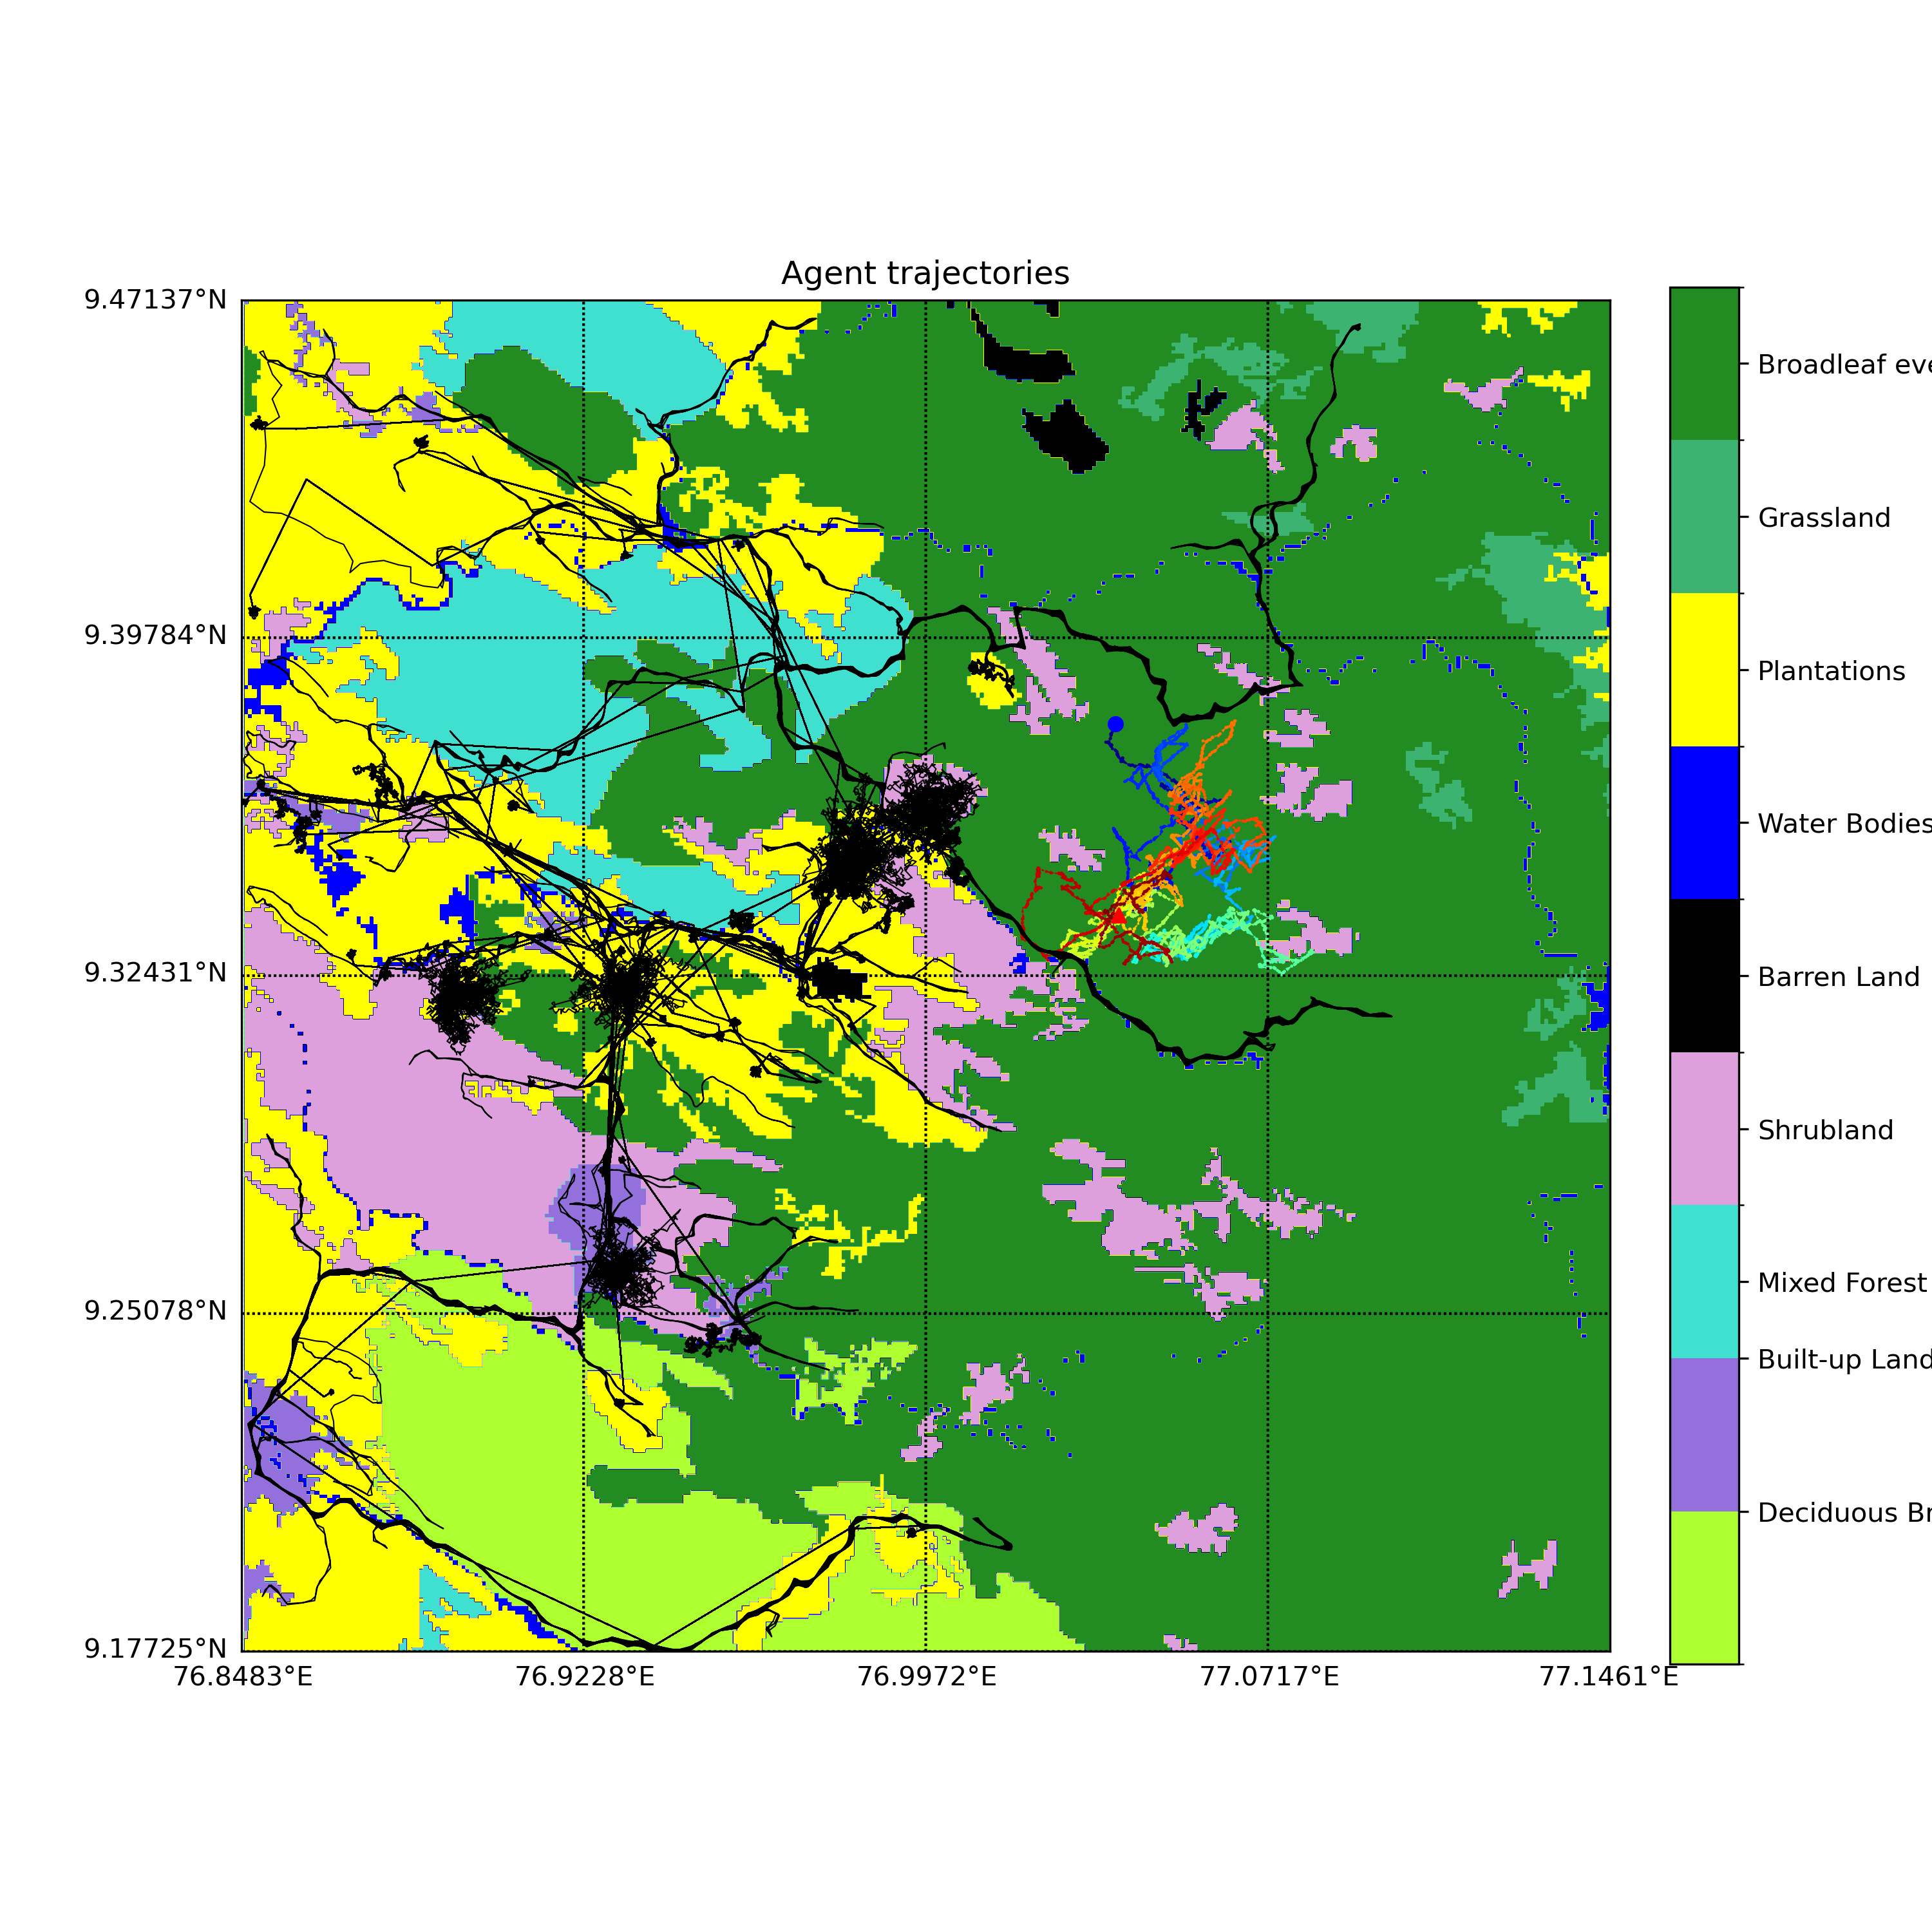 Agent trajectories
9.47137°N
9.39784°N
9.32431°N
9.25078°N
9.17725°N
76.8483°E
76.9228°E
76.9972°E
77.0717°E
77.1461°E
Broadleaf eve
Grassland
Plantations
Water Bodies
Barren Land
Shrubland
Mixed Forest
Built-up Land
Deciduous Br